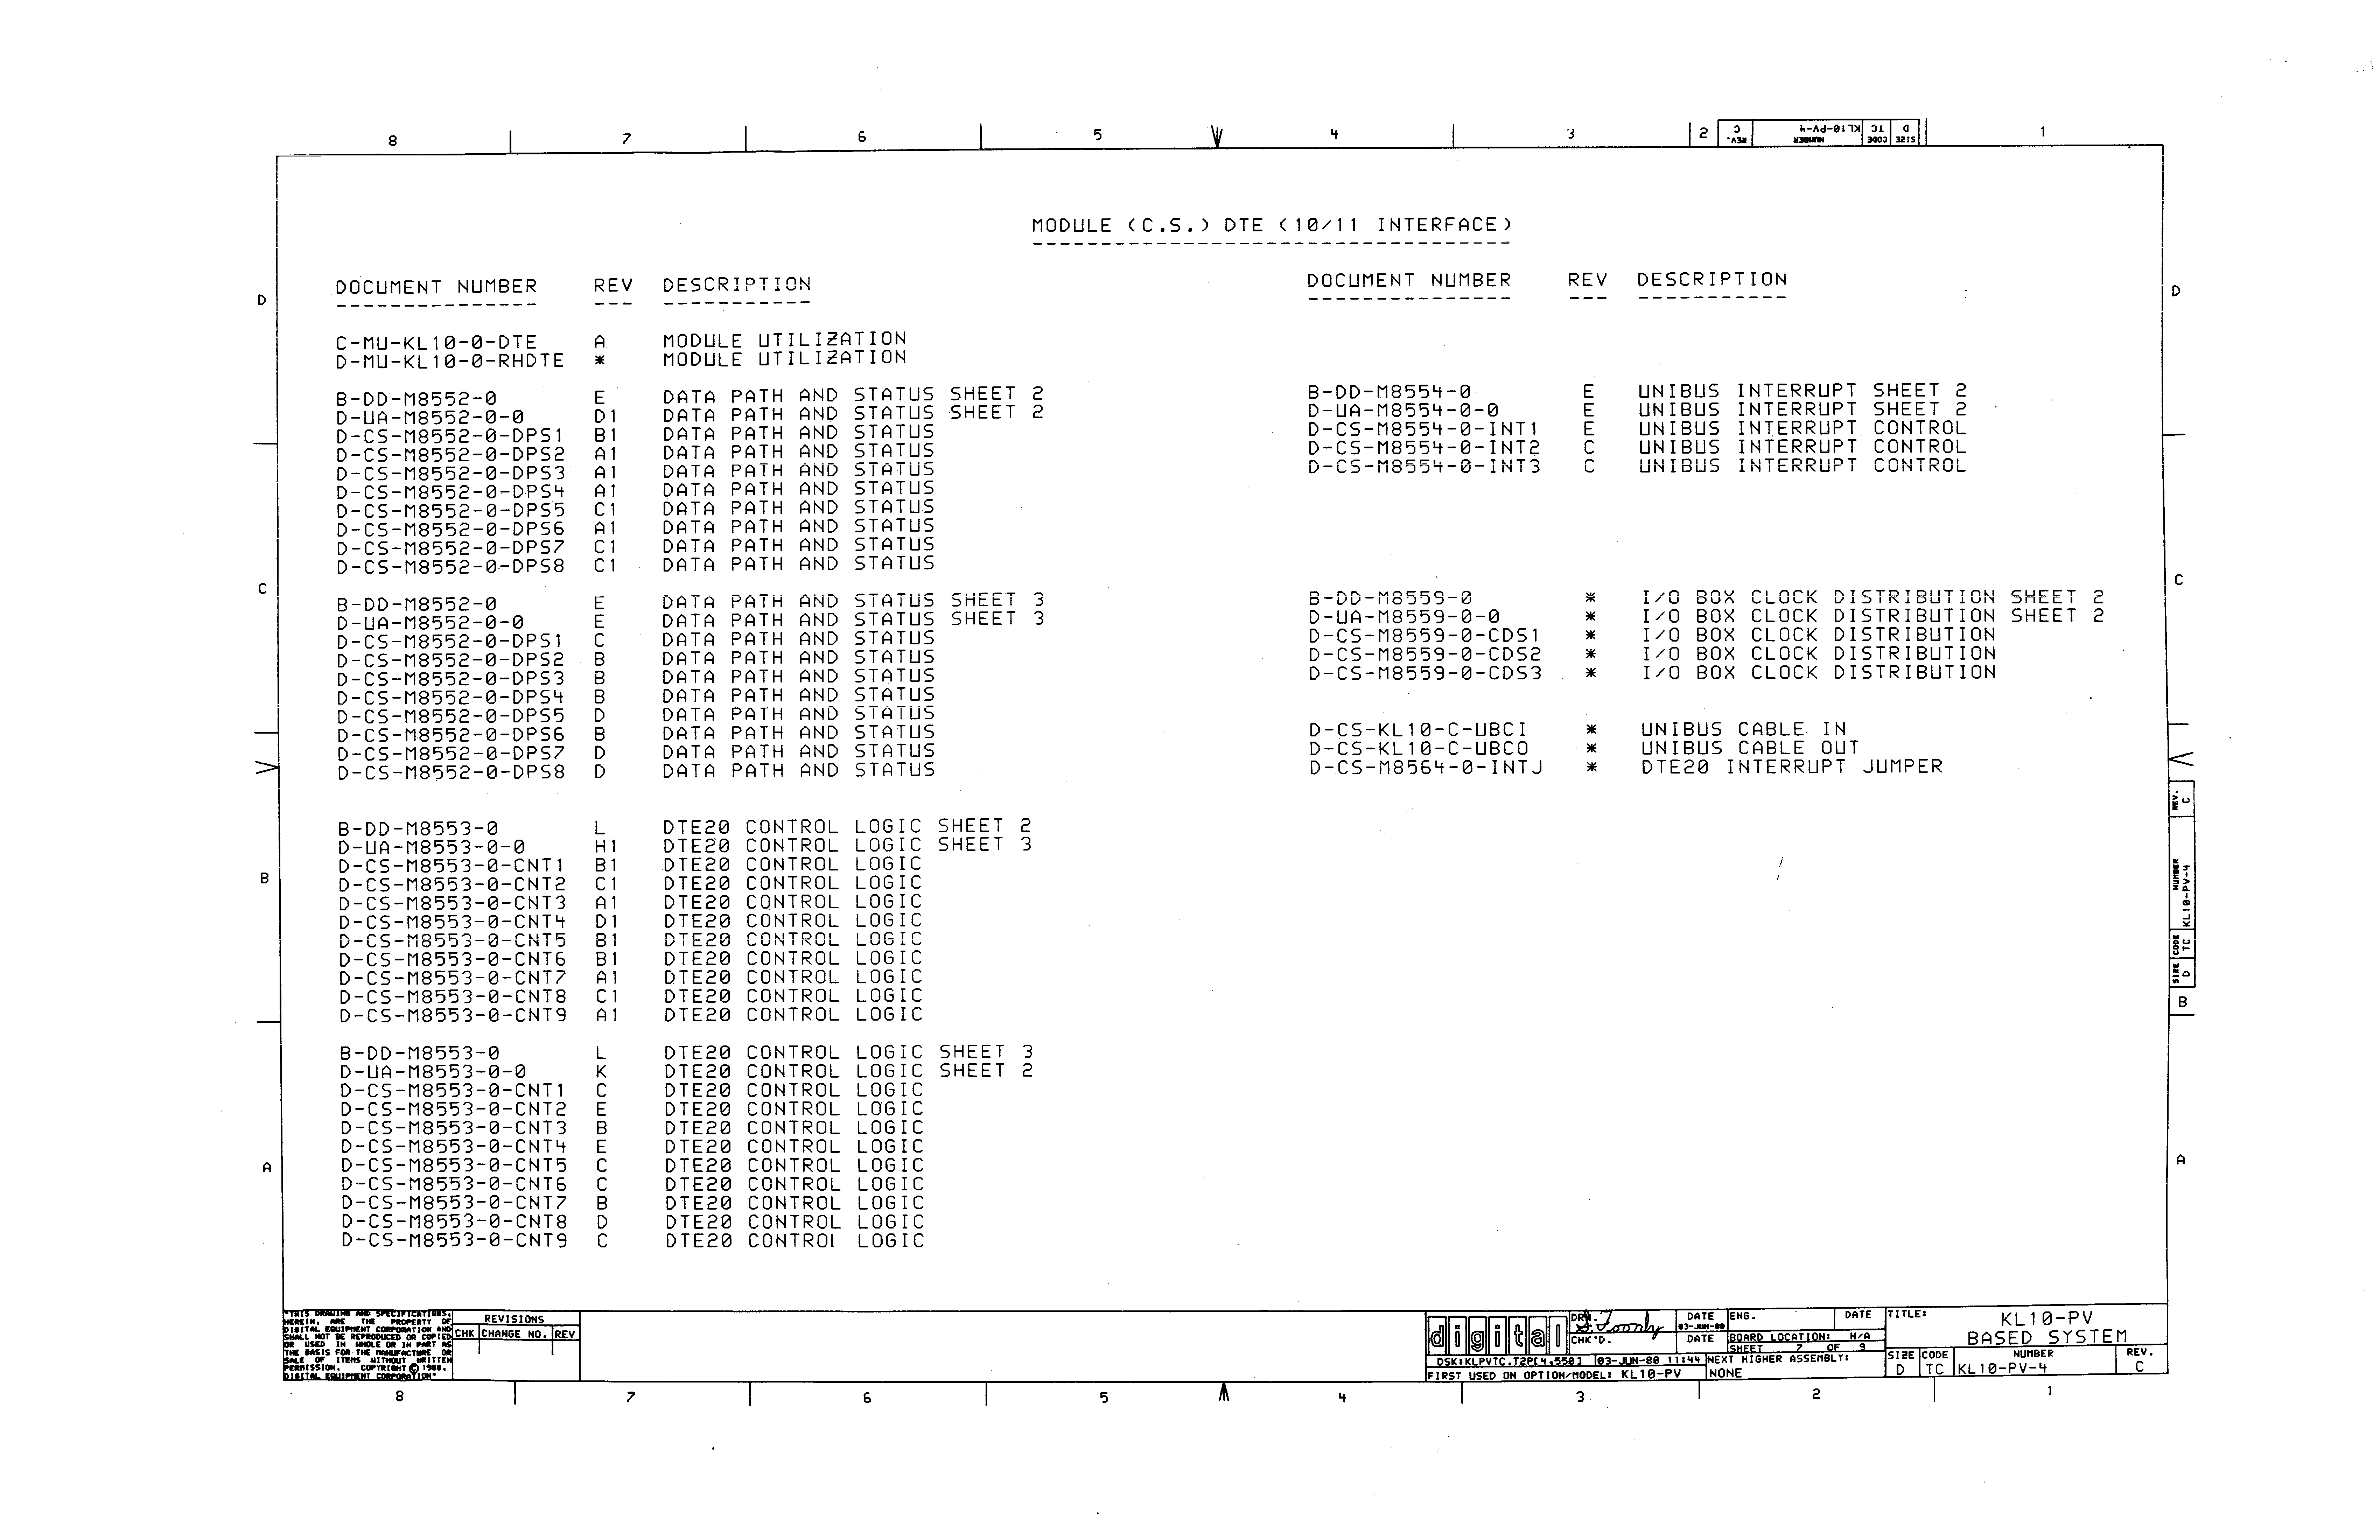 8 7 6 5 4 3 2 1
REV. C NUMBER KL10-PV-4 CODE TC SIZE D
MODULE (C.S.) DTE (10/11 INTERFACE)
DOCUMENT NUMBER REV DESCRIPTION
C-MU-KL10-0-DTE A MODULE UTILIZATION
D-MU-KL10-0-RHDTE * MODULE UTILIZATION
B-DD-M8552-0 E DATA PATH AND STATUS SHEET 2
D-UA-M8552-0-0 D1 DATA PATH AND STATUS SHEET 2
D-CS-M8552-0-DPS1 B1 DATA PATH AND STATUS
D-CS-M8552-0-DPS2 A1 DATA PATH AND STATUS
D-CS-M8552-0-DPS3 A1 DATA PATH AND STATUS
D-CS-M8552-0-DPS4 A1 DATA PATH AND STATUS
D-CS-M8552-0-DPS5 C1 DATA PATH AND STATUS
D-CS-M8552-0-DPS6 A1 DATA PATH AND STATUS
D-CS-M8552-0-DPS7 C1 DATA PATH AND STATUS
D-CS-M8552-0-DPS8 C1 DATA PATH AND STATUS
B-DD-M8552-0 E DATA PATH AND STATUS SHEET 3
D-UA-M8552-0-0 E DATA PATH AND STATUS SHEET 3
D-CS-M8552-0-DPS1 C DATA PATH AND STATUS
D-CS-M8552-0-DPS2 B DATA PATH AND STATUS
D-CS-M8552-0-DPS3 B DATA PATH AND STATUS
D-CS-M8552-0-DPS4 B DATA PATH AND STATUS
D-CS-M8552-0-DPS5 D DATA PATH AND STATUS
D-CS-M8552-0-DPS6 B DATA PATH AND STATUS
D-CS-M8552-0-DPS7 D DATA PATH AND STATUS
D-CS-M8552-0-DPS8 D DATA PATH AND STATUS
B-DD-M8553-0 L DTE20 CONTROL LOGIC SHEET 2
D-UA-M8553-0-0 H1 DTE20 CONTROL LOGIC SHEET 3
D-CS-M8553-0-CNT1 B1 DTE20 CONTROL LOGIC
D-CS-M8553-0-CNT2 C1 DTE20 CONTROL LOGIC
D-CS-M8553-0-CNT3 A1 DTE20 CONTROL LOGIC
D-CS-M8553-0-CNT4 D1 DTE20 CONTROL LOGIC
D-CS-M8553-0-CNT5 B1 DTE20 CONTROL LOGIC
D-CS-M8553-0-CNT6 B1 DTE20 CONTROL LOGIC
D-CS-M8553-0-CNT7 A1 DTE20 CONTROL LOGIC
D-CS-M8553-0-CNT8 C1 DTE20 CONTROL LOGIC
D-CS-M8553-0-CNT9 A1 DTE20 CONTROL LOGIC
B-DD-M8553-0 L DTE20 CONTROL LOGIC SHEET 3
D-UA-M8553-0-0 K DTE20 CONTROL LOGIC SHEET 2
D-CS-M8553-0-CNT1 C DTE20 CONTROL LOGIC
D-CS-M8553-0-CNT2 E DTE20 CONTROL LOGIC
D-CS-M8553-0-CNT3 B DTE20 CONTROL LOGIC
D-CS-M8553-0-CNT4 E DTE20 CONTROL LOGIC
D-CS-M8553-0-CNT5 C DTE20 CONTROL LOGIC
D-CS-M8553-0-CNT6 C DTE20 CONTROL LOGIC
D-CS-M8553-0-CNT7 B DTE20 CONTROL LOGIC
D-CS-M8553-0-CNT8 D DTE20 CONTROL LOGIC
D-CS-M8553-0-CNT9 C DTE20 CONTROL LOGIC
DOCUMENT NUMBER REV DESCRIPTION
B-DD-M8554-0 E UNIBUS INTERRUPT SHEET 2
D-UA-M8554-0-0 E UNIBUS INTERRUPT SHEET 2
D-CS-M8554-0-INT1 E UNIBUS INTERRUPT CONTROL
D-CS-M8554-0-INT2 C UNIBUS INTERRUPT CONTROL
D-CS-M8554-0-INT3 C UNIBUS INTERRUPT CONTROL
B-DD-M8559-0 * I/O BOX CLOCK DISTRIBUTION SHEET 2
D-UA-M8559-0-0 * I/O BOX CLOCK DISTRIBUTION SHEET 2
D-CS-M8559-0-CDS1 * I/O BOX CLOCK DISTRIBUTION
D-CS-M8559-0-CDS2 * I/O BOX CLOCK DISTRIBUTION
D-CS-M8559-0-CDS3 * I/O BOX CLOCK DISTRIBUTION
D-CS-KL10-C-UBCI * UNIBUS CABLE IN
D-CS-KL10-C-UBCO * UNIBUS CABLE OUT
D-CS-M8564-0-INTJ * DTE20 INTERRUPT JUMPER
D
C
B
A
D
C
B
A
REV. C
NUMBER KL10-PV-4
CODE TC
SIZE D
"THIS DRAWING AND SPECIFICATIONS,
HEREIN, ARE THE PROPERTY OF
DIGITAL EQUIPMENT CORPORATION AND
SHALL NOT BE REPRODUCED OR COPIED
OR USED IN WHOLE OR IN PART AS
THE BASIS FOR THE MANUFACTURE OR
SALE OF ITEMS WITHOUT WRITTEN
PERMISSION. COPYRIGHT © 1980,
DIGITAL EQUIPMENT CORPORATION"
REVISIONS
CHK CHANGE NO. REV
digital
DRN. DATE 03-JUN-80 ENG. DATE
CHK'D. DATE BOARD LOCATION: N/A
SHEET 7 OF 9
DSK:KLPVTC.T2P[4,550] 03-JUN-80 11:44 NEXT HIGHER ASSEMBLY:
FIRST USED ON OPTION/MODEL: KL10-PV NONE
TITLE: KL10-PV
BASED SYSTEM
SIZE CODE NUMBER REV.
D TC KL10-PV-4 C
8 7 6 5 4 3 2 1